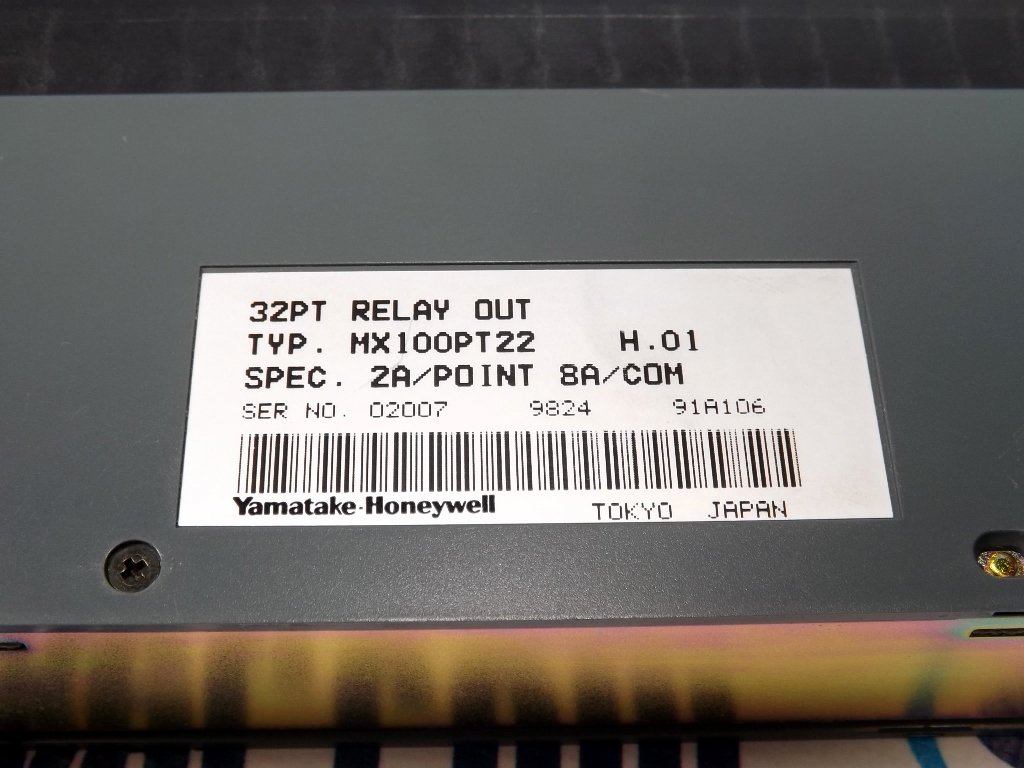 32PT RELAY OUT
TYP. MX100PT22 H.01
SPEC. 2A/POINT 8A/COM
SER NO. 02007 9824 91A106
Yamatake-Honeywell TOKYO JAPAN